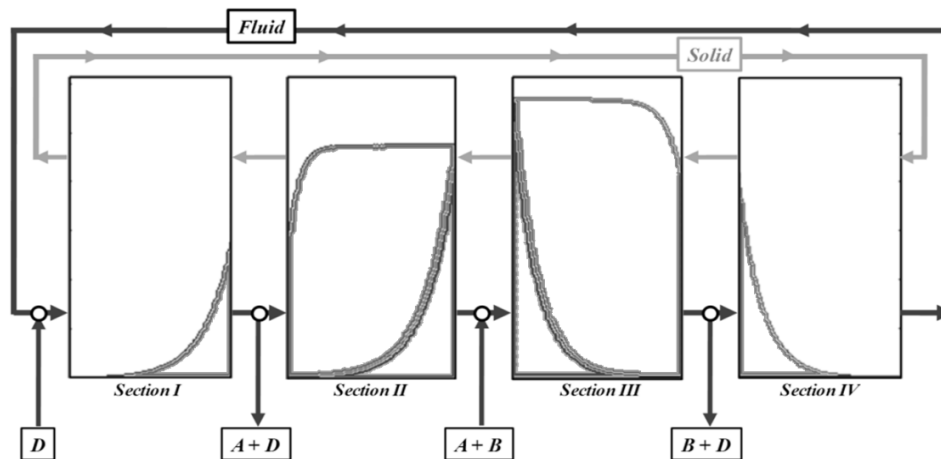 Fluid
Solid
Section I
Section II
Section III
Section IV
D
A + D
A + B
B + D